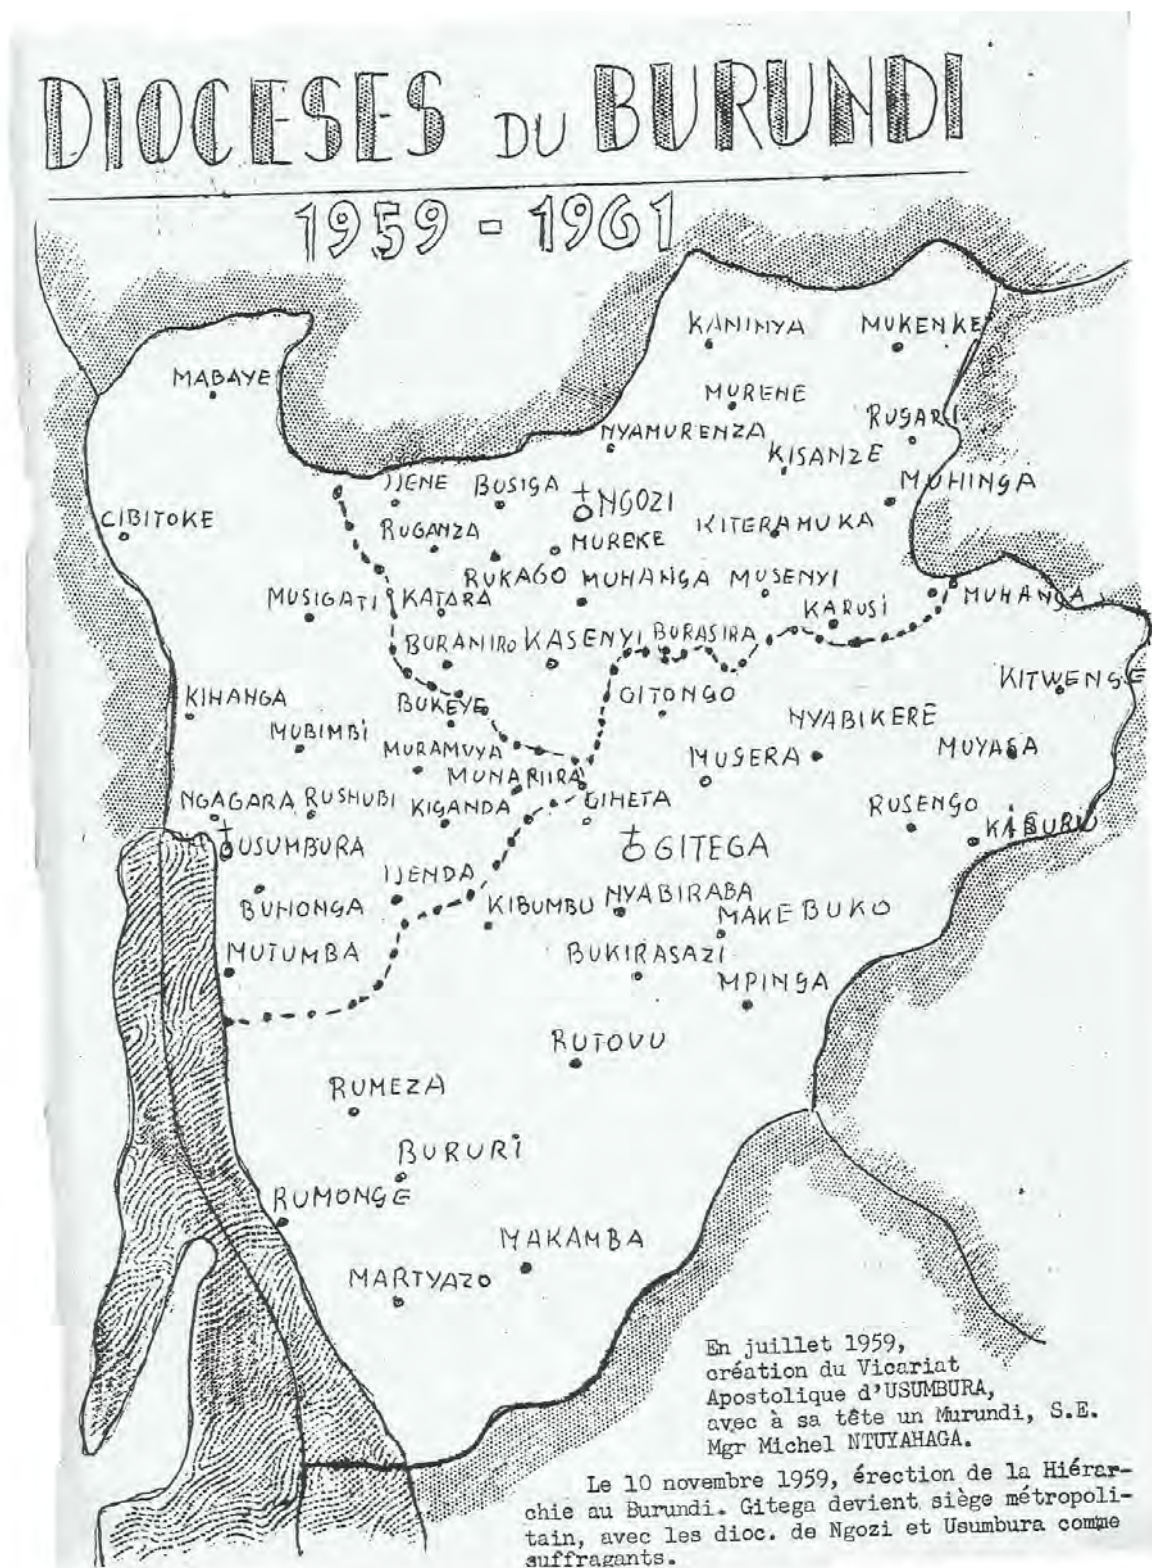 DIOCESES DU BURUNDI
1959 - 1961
KANINYA MUKENKE
MABAYE
MURENE
RUGARI
NYAMURENZA
KISANZE
IJENE BUSIGA
MUHINGA
NGOZI
CIBITOKE
RUGANZA
KITERAMUKA
MUREKE
RUKAGO MUHANGA MUSENYI
MUSIGATI KATARA
KARUSI
MUHANGA
BURANIRO KASENYI BURASIRA
KITWENGE
KIHANGA
BUKEYE
GITONGO
NYABIKERE
MUBIMBI
MURAMUYA
MUGERA
MUYAGA
MUNARIIRA
NGAGARA RUSHUBI KIGANDA
GIHETA
RUSENGO
KABURU
USUMBURA
GITEGA
IJENDA
BUHONGA
KIBUMBU NYABIRABA
MAKEBUKO
MUTUMBA
BUKIRASAZI
MPINGA
RUTOVU
RUMEZA
BURURI
RUMONGE
MAKAMBA
MARTYAZO
En juillet 1959,
création du Vicariat
Apostolique d'USUMBURA,
avec à sa tête un Murundi, S.E.
Mgr Michel NTUYAHAGA.
Le 10 novembre 1959, érection de la Hiérar-
chie au Burundi. Gitega devient siège métropoli-
tain, avec les dioc. de Ngozi et Usumbura comme
suffragants.